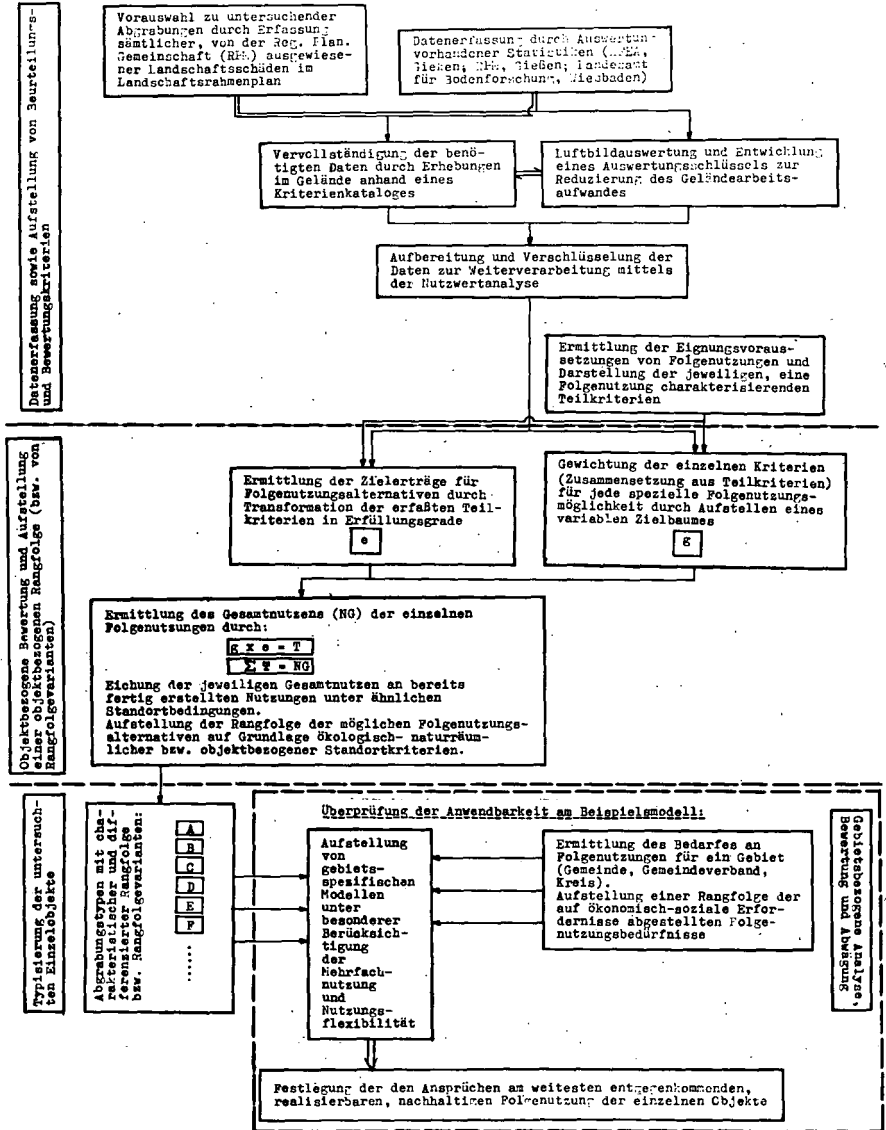 Datenerfassung sowie Aufstellung von Beurteilungs-
und Bewertungskriterien
Vorauswahl zu untersuchender
Abgrabungen durch Erfassung
sämtlicher, von der Reg. Plan.
Gemeinschaft (RPM) ausgewiese-
ner Landschaftsschäden im
Landschaftsrahmenplan
Datenerfassung durch Auswertung
vorhandener Statistiken
Gießen; Landesamt
für Bodenforschung, Wiesbaden)
Vervollständigung der benö-
tigten Daten durch Erhebungen
im Gelände anhand eines
Kriterienkataloges
Luftbildauswertung und Entwicklung
eines Auswertungsschlüssels zur
Reduzierung des Geländearbeits-
aufwandes
Aufbereitung und Verschlüsselung der
Daten zur Weiterverarbeitung mittels
der Nutzwertanalyse
Ermittlung der Eignungsvoraus-
setzungen von Folgenutzungen und
Darstellung der jeweiligen, eine
Folgenutzung charakterisierenden
Teilkriterien
Objektbezogene Bewertung und Aufstellung
einer objektbezogenen Rangfolge (bzw. von
Rangfolgevarianten)
Ermittlung der Zielerträge für
Folgenutzungsalternativen durch
Transformation der erfaßten Teil-
kriterien in Erfüllungsgrade
e
Gewichtung der einzelnen Kriterien
(Zusammensetzung aus Teilkriterien)
für jede spezielle Folgenutzungs-
möglichkeit durch Aufstellen eines
variablen Zielbaumes
g
Ermittlung des Gesamtnutzens (NG) der einzelnen
Folgenutzungen durch:
g x e = T
∑ T = NG
Eichung der jeweiligen Gesamtnutzen an bereits
fertig erstellten Nutzungen unter ähnlichen
Standortbedingungen.
Aufstellung der Rangfolge der möglichen Folgenutzungs-
alternativen auf Grundlage ökologisch- naturräum-
licher bzw. objektbezogener Standortkriterien.
Typisierung der untersuch-
ten Einzelobjekte
Abgrabungstypen mit cha-
rakteristischer und dif-
ferenzierter Rangfolge
bzw. Rangfolgevarianten:
A
B
C
D
E
F
......
Überprüfung der Anwendbarkeit am Beispielsmodell:
Aufstellung
von
gebiets-
spezifischen
Modellen
unter
besonderer
Berücksich-
tigung
der
Mehrfach-
nutzung
und
Nutzungs-
flexibilität
Ermittlung des Bedarfes an
Folgenutzungen für ein Gebiet
(Gemeinde, Gemeindeverband,
Kreis).
Aufstellung einer Rangfolge der
auf ökonomisch-soziale Erfor-
dernisse abgestellten Folge-
nutzungsbedürfnisse
Gebietsbezogene Analyse,
Bewertung und Abwägung
Festlegung der den Ansprüchen am weitesten entgegenkommenden,
realisierbaren, nachhaltigen Folgenutzung der einzelnen Objekte